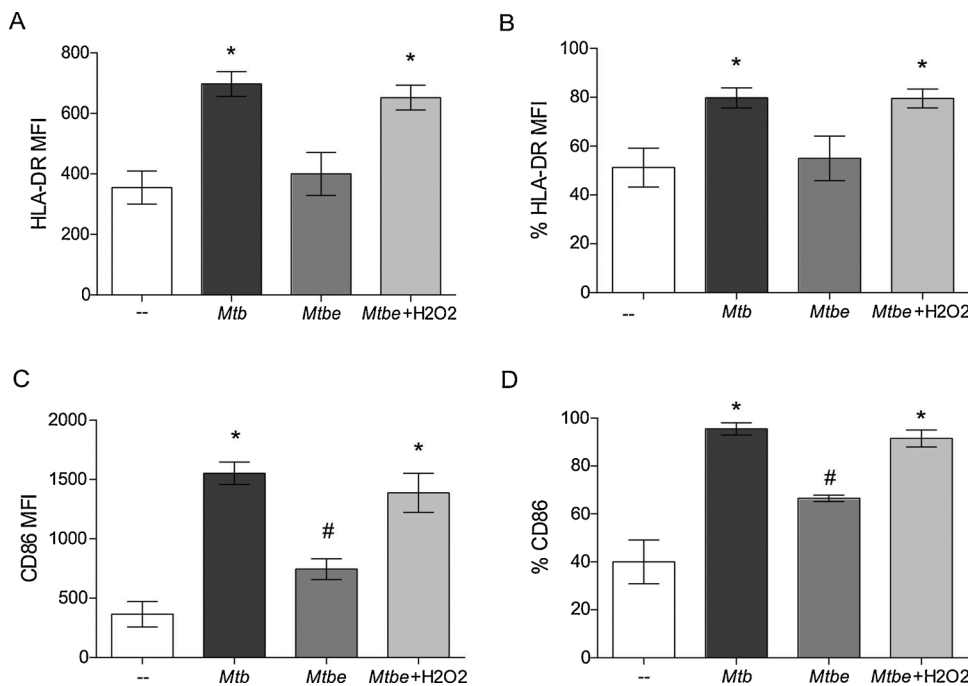 A
HLA-DR MFI
800
600
400
200
0
*
*
--
Mtb
Mtbe
Mtbe+H2O2
B
% HLA-DR MFI
100
80
60
40
20
0
*
*
--
Mtb
Mtbe
Mtbe+H2O2
C
CD86 MFI
2000
1500
1000
500
0
*
#
*
--
Mtb
Mtbe
Mtbe+H2O2
D
% CD86
100
80
60
40
20
0
*
#
*
--
Mtb
Mtbe
Mtbe+H2O2